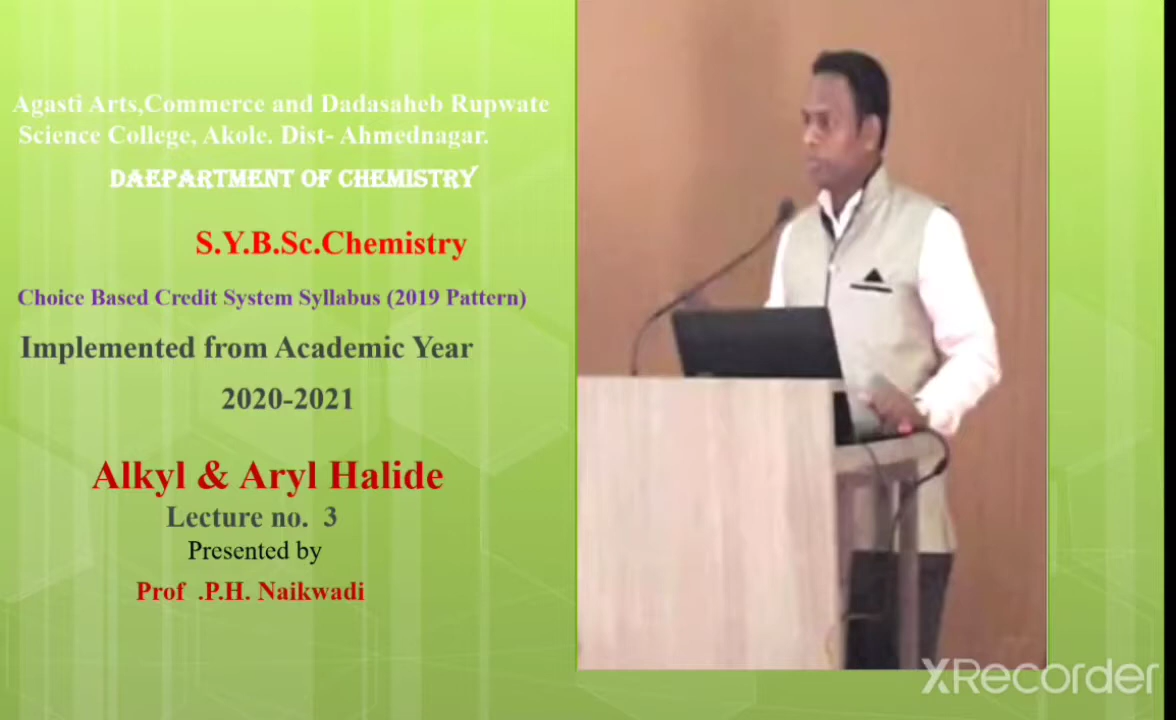 Agasti Arts,Commerce and Dadasaheb Rupwate
Science College, Akole. Dist- Ahmednagar.
DAEPARTMENT OF CHEMISTRY
S.Y.B.Sc.Chemistry
Choice Based Credit System Syllabus (2019 Pattern)
Implemented from Academic Year
2020-2021
Alkyl & Aryl Halide
Lecture no. 3
Presented by
Prof .P.H. Naikwadi
XRecorder